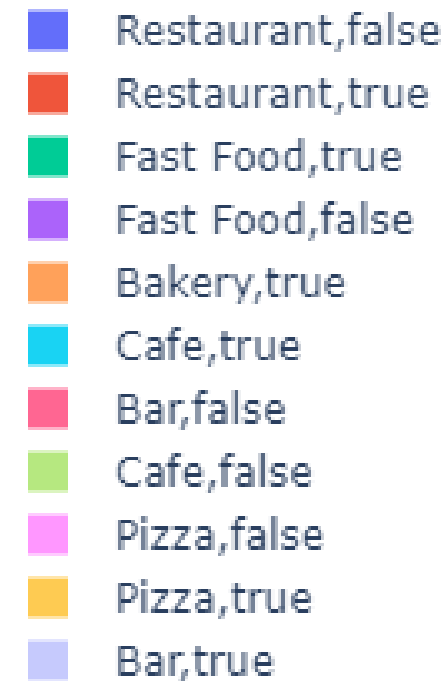 Restaurant,false
Restaurant,true
Fast Food,true
Fast Food,false
Bakery,true
Cafe,true
Bar,false
Cafe,false
Pizza,false
Pizza,true
Bar,true